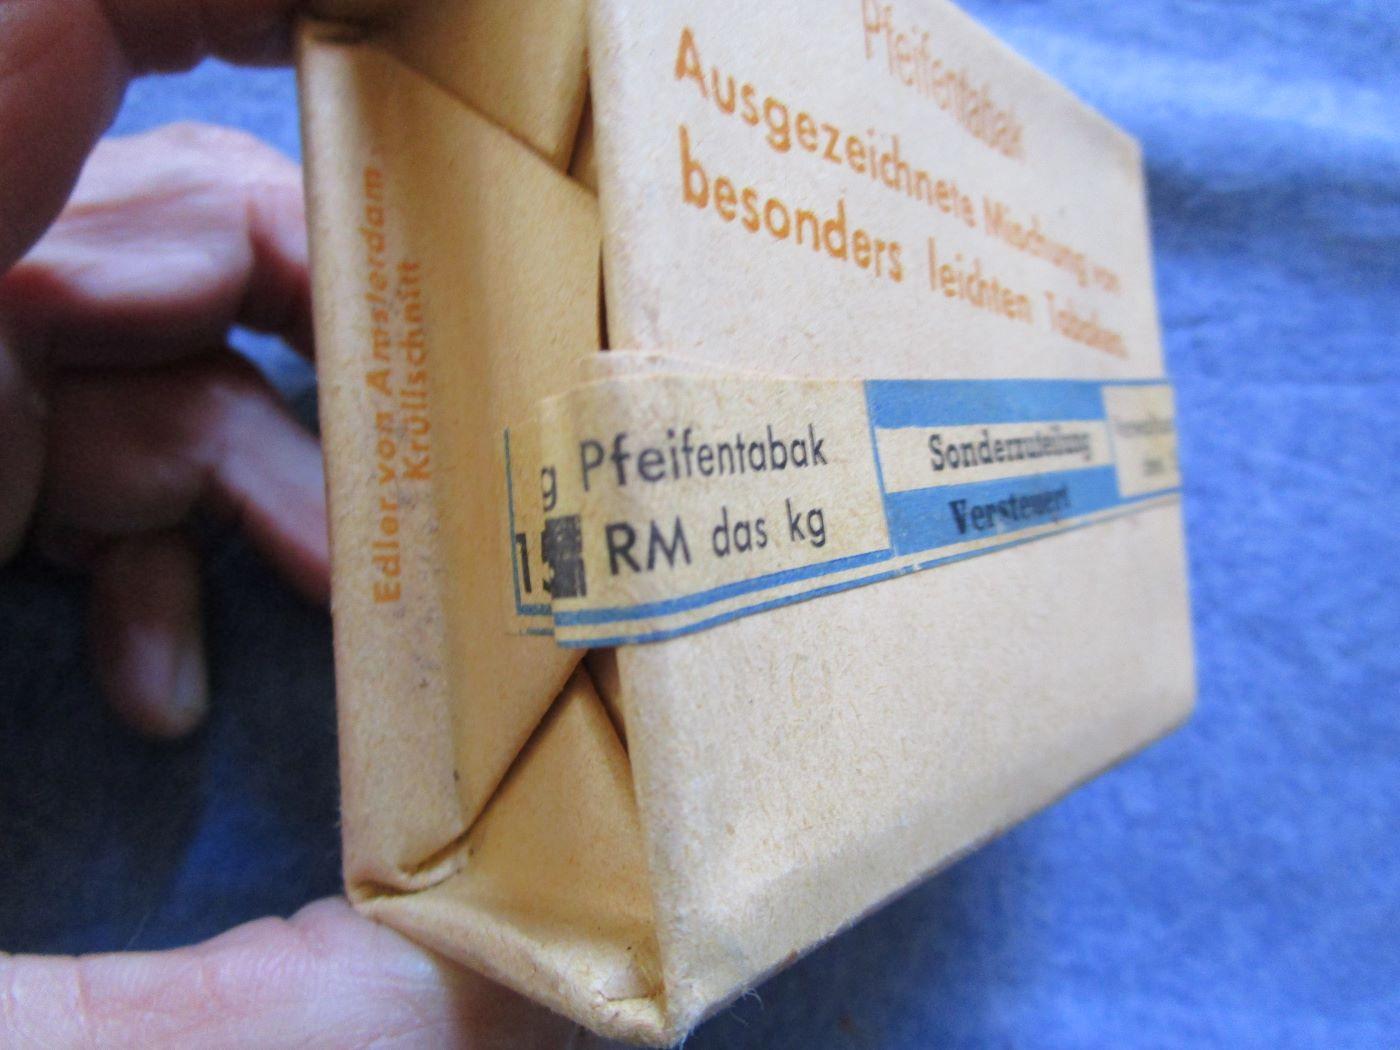 Pfeifentabak
Ausgezeichnete Mischung von
besonders leichten Tabaken.
Edler von Amsterdam
Krüllschnitt
g Pfeifentabak
RM das kg
Sonderzuteilung
Versteuert